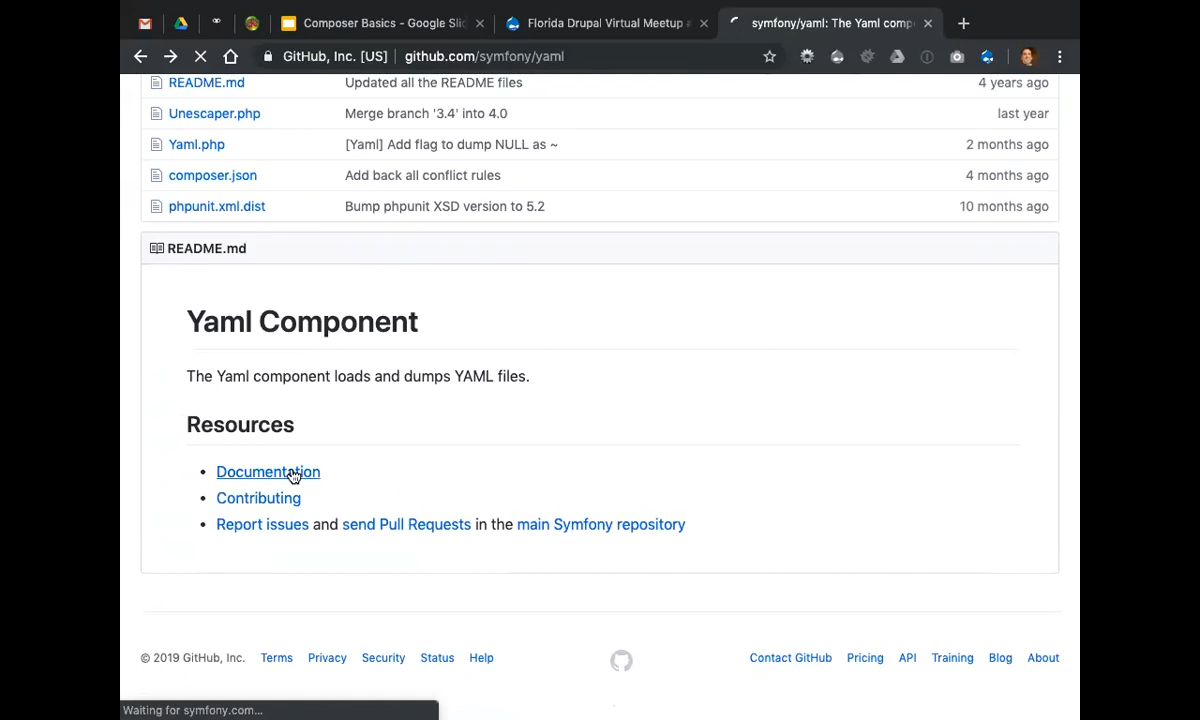 Composer Basics - Google Slid
Florida Drupal Virtual Meetup #
symfony/yaml: The Yaml compo
GitHub, Inc. [US]
github.com/symfony/yaml
README.md Updated all the README files 4 years ago
Unescaper.php Merge branch '3.4' into 4.0 last year
Yaml.php [Yaml] Add flag to dump NULL as ~ 2 months ago
composer.json Add back all conflict rules 4 months ago
phpunit.xml.dist Bump phpunit XSD version to 5.2 10 months ago
README.md
Yaml Component
The Yaml component loads and dumps YAML files.
Resources
• Documentation
• Contributing
• Report issues and send Pull Requests in the main Symfony repository
© 2019 GitHub, Inc. Terms Privacy Security Status Help Contact GitHub Pricing API Training Blog About
Waiting for symfony.com...